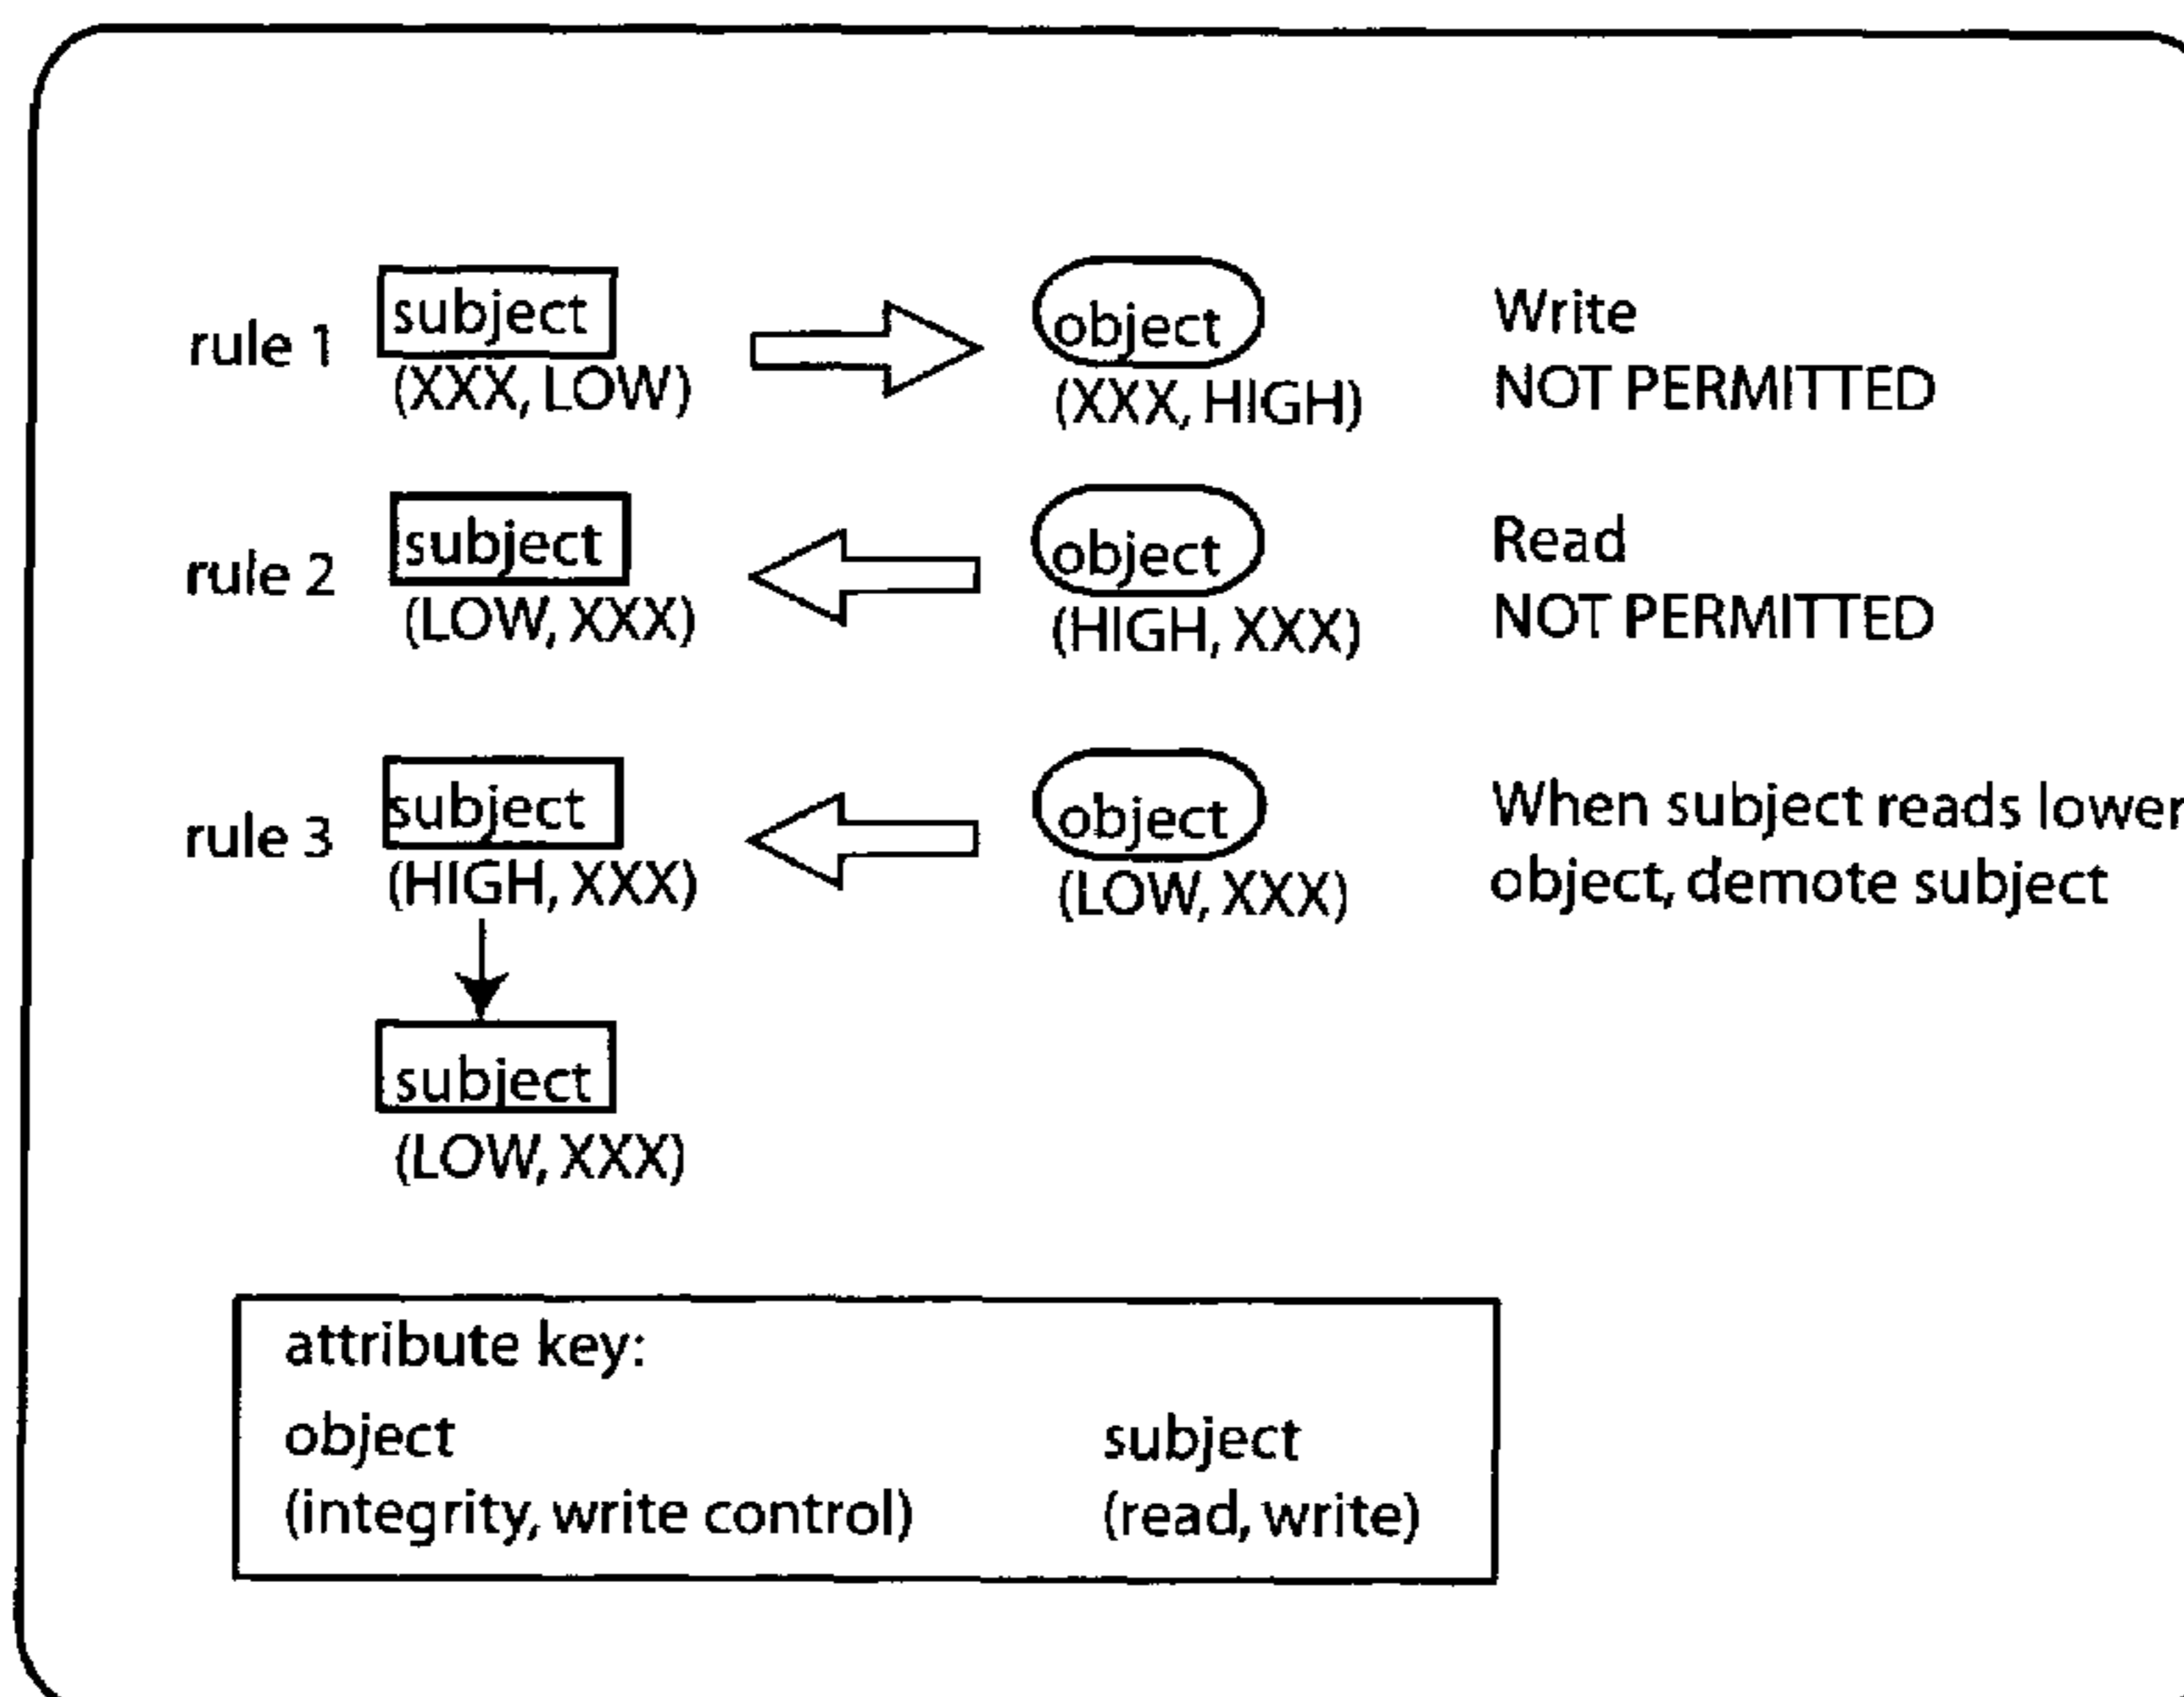 rule 1
subject
(XXX, LOW)
object
(XXX, HIGH)
Write
NOT PERMITTED
rule 2
subject
(LOW, XXX)
object
(HIGH, XXX)
Read
NOT PERMITTED
rule 3
subject
(HIGH, XXX)
object
(LOW, XXX)
When subject reads lower
object, demote subject
subject
(LOW, XXX)
attribute key:
object
(integrity, write control)
subject
(read, write)